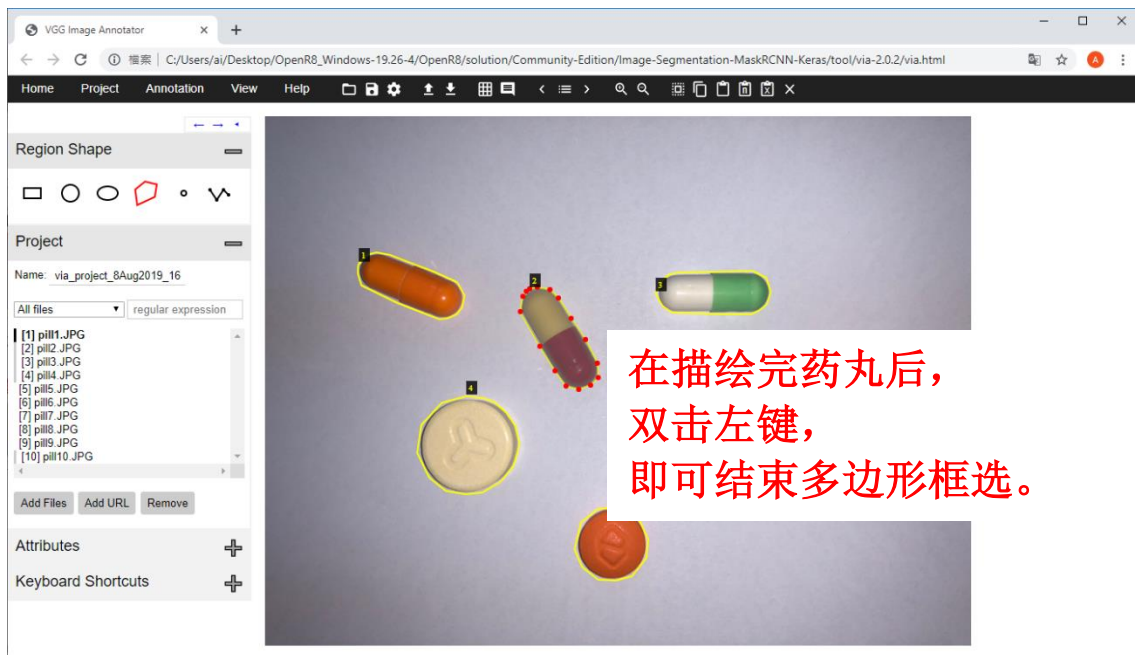 VGG Image Annotator
檔案 | C:/Users/ai/Desktop/OpenR8_Windows-19.26-4/OpenR8/solution/Community-Edition/Image-Segmentation-MaskRCNN-Keras/tool/via-2.0.2/via.html
A
Home Project Annotation View Help
Region Shape
Project
Name: via_project_8Aug2019_16
All files regular expression
[1] pill1.JPG
[2] pill2.JPG
[3] pill3.JPG
[4] pill4.JPG
[5] pill5.JPG
[6] pill6.JPG
[7] pill7.JPG
[8] pill8.JPG
[9] pill9.JPG
[10] pill10.JPG
Add Files Add URL Remove
Attributes
Keyboard Shortcuts
1
2
3
4
在描绘完药丸后，
双击左键，
即可结束多边形框选。